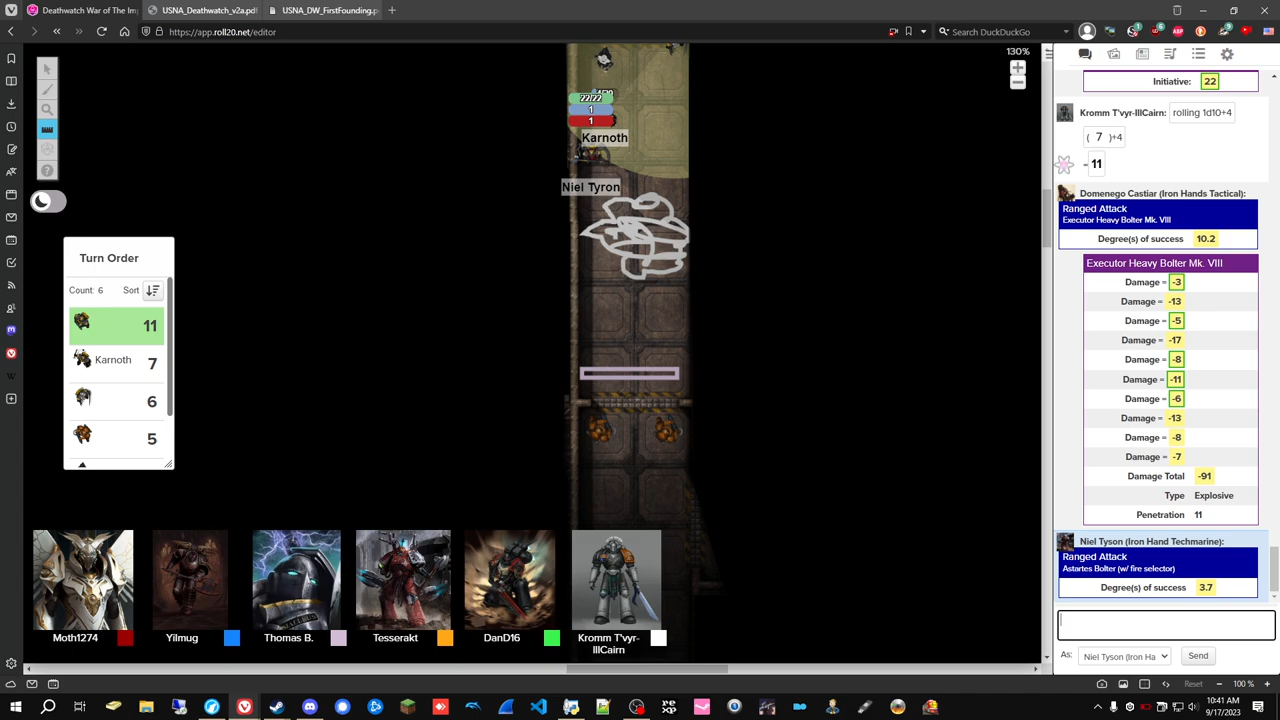 Deathwatch War of The Im
USNA_Deathwatch_v2a.pdf
USNA_DW_FirstFounding.p
https://app.roll20.net/editor
Search DuckDuckGo
130%
22/22
1
1
Karnoth
Niel Tyron
Turn Order
Count: 6
Sort
11
Karnoth 7
6
5
Moth1274
Yilmug
Thomas B.
Tesserakt
DanD16
Kromm T'vyr-
IllCairn
Initiative: 22
Kromm T'vyr-IllCairn: rolling 1d10+4
( 7 )+4
= 11
Domenego Castiar (Iron Hands Tactical):
Ranged Attack
Executor Heavy Bolter Mk. VIII
Degree(s) of success 10.2
Executor Heavy Bolter Mk. VIII
Damage = -3
Damage = -13
Damage = -5
Damage = -17
Damage = -8
Damage = -11
Damage = -6
Damage = -13
Damage = -8
Damage = -7
Damage Total -91
Type Explosive
Penetration 11
Niel Tyson (Iron Hand Techmarine):
Ranged Attack
Astartes Bolter (w/ fire selector)
Degree(s) of success 3.7
As: Niel Tyson (Iron Ha
Send
Reset
100 %
10:41 AM
9/17/2023